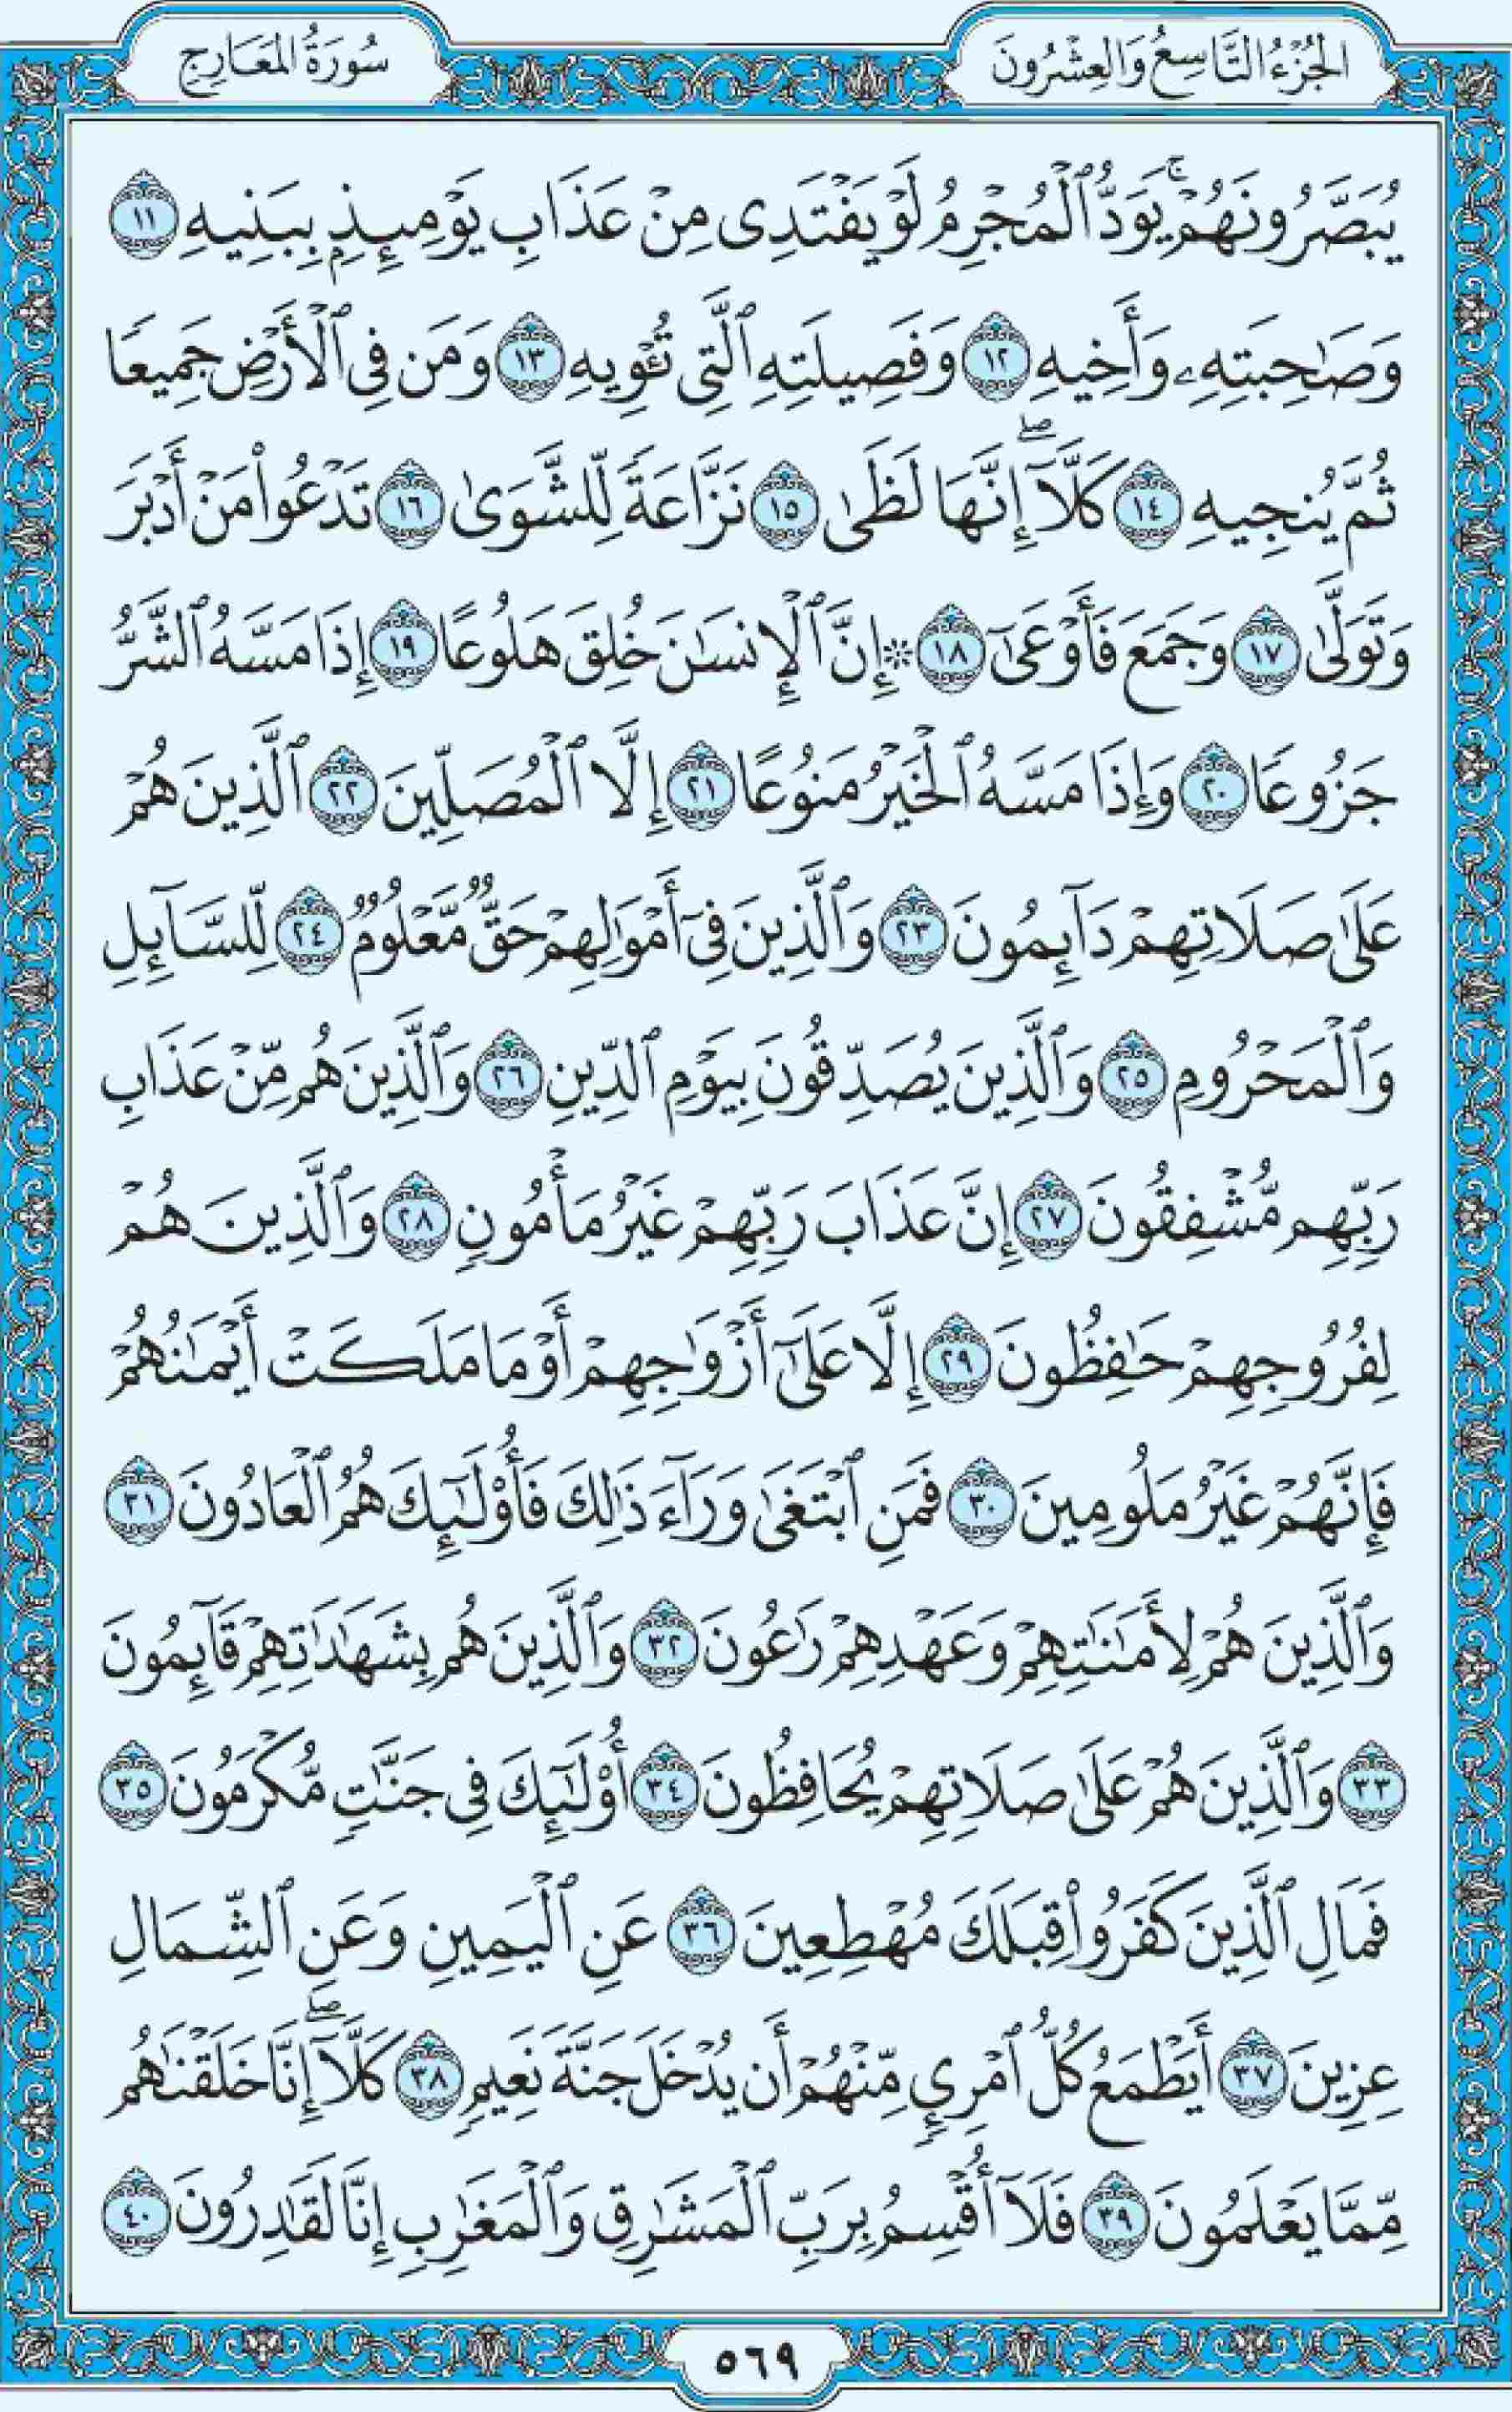 الجُزْءُ التَّاسِعُ وَالعِشْرُونَ
سُورَةُ المَعَارِجِ
يُبَصَّرُونَهُمْۚ يَوَدُّ ٱلْمُجْرِمُ لَوْ يَفْتَدِى مِنْ عَذَابِ يَوْمِئِذٍۭ بِبَنِيهِ ١١
وَصَٰحِبَتِهِۦ وَأَخِيهِ ١٢ وَفَصِيلَتِهِ ٱلَّتِى تُـْٔوِيهِ ١٣ وَمَن فِى ٱلْأَرْضِ جَمِيعًا
ثُمَّ يُنجِيهِ ١٤ كَلَّآۖ إِنَّهَا لَظَىٰ ١٥ نَزَّاعَةً لِّلشَّوَىٰ ١٦ تَدْعُوا۟ مَنْ أَدْبَرَ
وَتَوَلَّىٰ ١٧ وَجَمَعَ فَأَوْعَىٰٓ ١٨ ۞ إِنَّ ٱلْإِنسَٰنَ خُلِقَ هَلُوعًا ١٩ إِذَا مَسَّهُ ٱلشَّرُّ
جَزُوعًا ٢٠ وَإِذَا مَسَّهُ ٱلْخَيْرُ مَنُوعًا ٢١ إِلَّا ٱلْمُصَلِّينَ ٢٢ ٱلَّذِينَ هُمْ
عَلَىٰ صَلَاتِهِمْ دَآئِمُونَ ٢٣ وَٱلَّذِينَ فِىٓ أَمْوَٰلِهِمْ حَقٌّ مَّعْلُومٌ ٢٤ لِّلسَّآئِلِ
وَٱلْمَحْرُومِ ٢٥ وَٱلَّذِينَ يُصَدِّقُونَ بِيَوْمِ ٱلدِّينِ ٢٦ وَٱلَّذِينَ هُم مِّنْ عَذَابِ
رَبِّهِم مُّشْفِقُونَ ٢٧ إِنَّ عَذَابَ رَبِّهِمْ غَيْرُ مَأْمُونٍ ٢٨ وَٱلَّذِينَ هُمْ
لِفُرُوجِهِمْ حَٰفِظُونَ ٢٩ إِلَّا عَلَىٰٓ أَزْوَٰجِهِمْ أَوْ مَا مَلَكَتْ أَيْمَٰنُهُمْ
فَإِنَّهُمْ غَيْرُ مَلُومِينَ ٣٠ فَمَنِ ٱبْتَغَىٰ وَرَآءَ ذَٰلِكَ فَأُو۟لَٰٓئِكَ هُمُ ٱلْعَادُونَ ٣١
وَٱلَّذِينَ هُمْ لِأَمَٰنَٰتِهِمْ وَعَهْدِهِمْ رَٰعُونَ ٣٢ وَٱلَّذِينَ هُم بِشَهَٰدَٰتِهِمْ قَآئِمُونَ
٣٣ وَٱلَّذِينَ هُمْ عَلَىٰ صَلَاتِهِمْ يُحَافِظُونَ ٣٤ أُو۟لَٰٓئِكَ فِى جَنَّٰتٍ مُّكْرَمُونَ ٣٥
فَمَالِ ٱلَّذِينَ كَفَرُوا۟ قِبَلَكَ مُهْطِعِينَ ٣٦ عَنِ ٱلْيَمِينِ وَعَنِ ٱلشِّمَالِ
عِزِينَ ٣٧ أَيَطْمَعُ كُلُّ ٱمْرِئٍ مِّنْهُمْ أَن يُدْخَلَ جَنَّةَ نَعِيمٍ ٣٨ كَلَّآۖ إِنَّا خَلَقْنَٰهُم
مِّمَّا يَعْلَمُونَ ٣٩ فَلَآ أُقْسِمُ بِرَبِّ ٱلْمَشَٰرِقِ وَٱلْمَغَٰرِبِ إِنَّا لَقَٰدِرُونَ ٤٠
٥٦٩